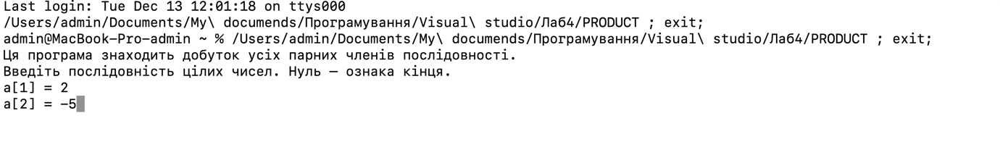 Last login: Tue Dec 13 12:01:18 on ttys000
/Users/admin/Documents/My\ documends/Програмування/Visual\ studio/Лаб4/PRODUCT ; exit;
admin@MacBook-Pro-admin ~ % /Users/admin/Documents/My\ documends/Програмування/Visual\ studio/Лаб4/PRODUCT ; exit;
Ця програма знаходить добуток усіх парних членів послідовності.
Введіть послідовність цілих чисел. Нуль — ознака кінця.
a[1] = 2
a[2] = -5